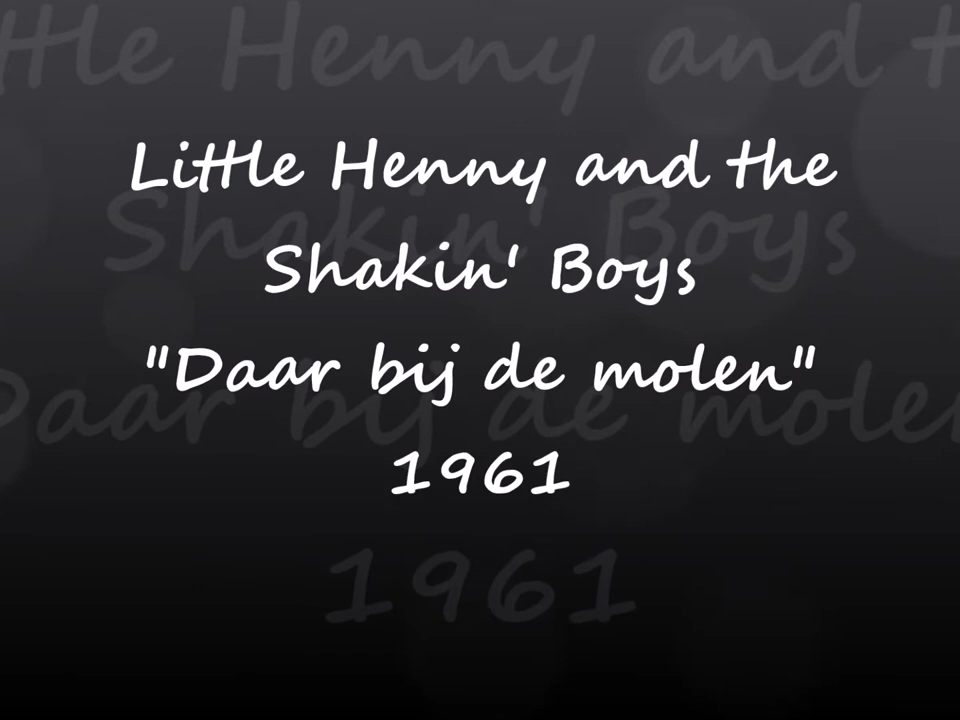 Little Henny and the
Shakin' Boys
"Daar bij de molen"
1961